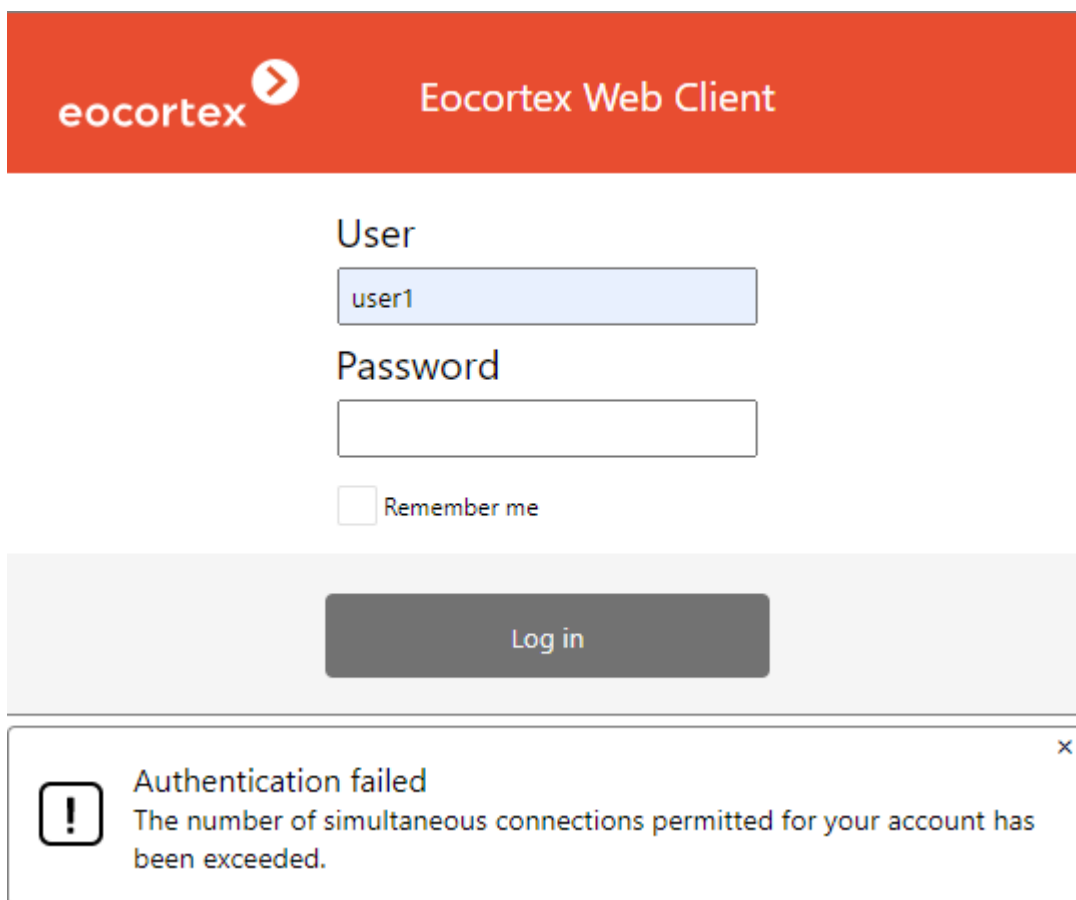 eocortex
Eocortex Web Client
User
user1
Password
Remember me
Log in
Authentication failed
The number of simultaneous connections permitted for your account has
been exceeded.